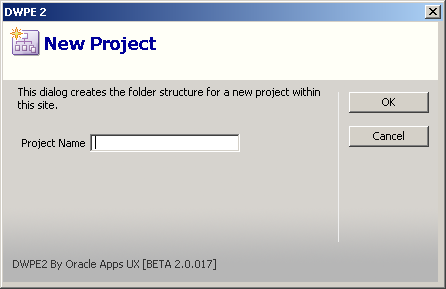 DWPE 2
New Project
This dialog creates the folder structure for a new project within
this site.
OK
Project Name
Cancel
DWPE2 By Oracle Apps UX [BETA 2.0.017]